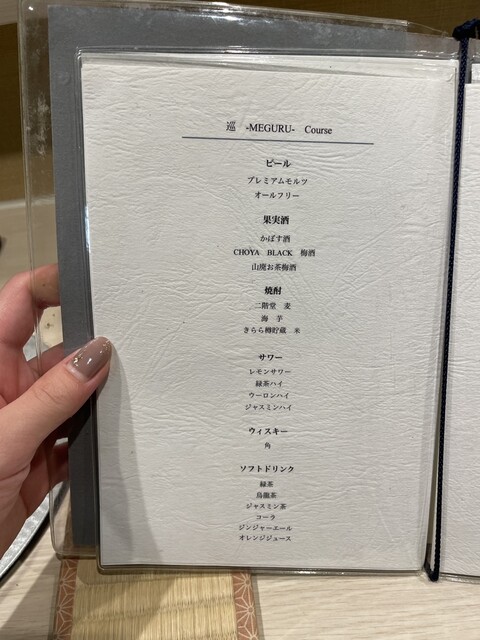 巡 -MEGURU- Course
ビール
プレミアムモルツ
オールフリー
果実酒
かぼす酒
CHOYA BLACK 梅酒
山廃お茶梅酒
焼酎
二階堂 麦
海 芋
きらら樽貯蔵 米
サワー
レモンサワー
緑茶ハイ
ウーロンハイ
ジャスミンハイ
ウィスキー
角
ソフトドリンク
緑茶
烏龍茶
ジャスミン茶
コーラ
ジンジャーエール
オレンジジュース